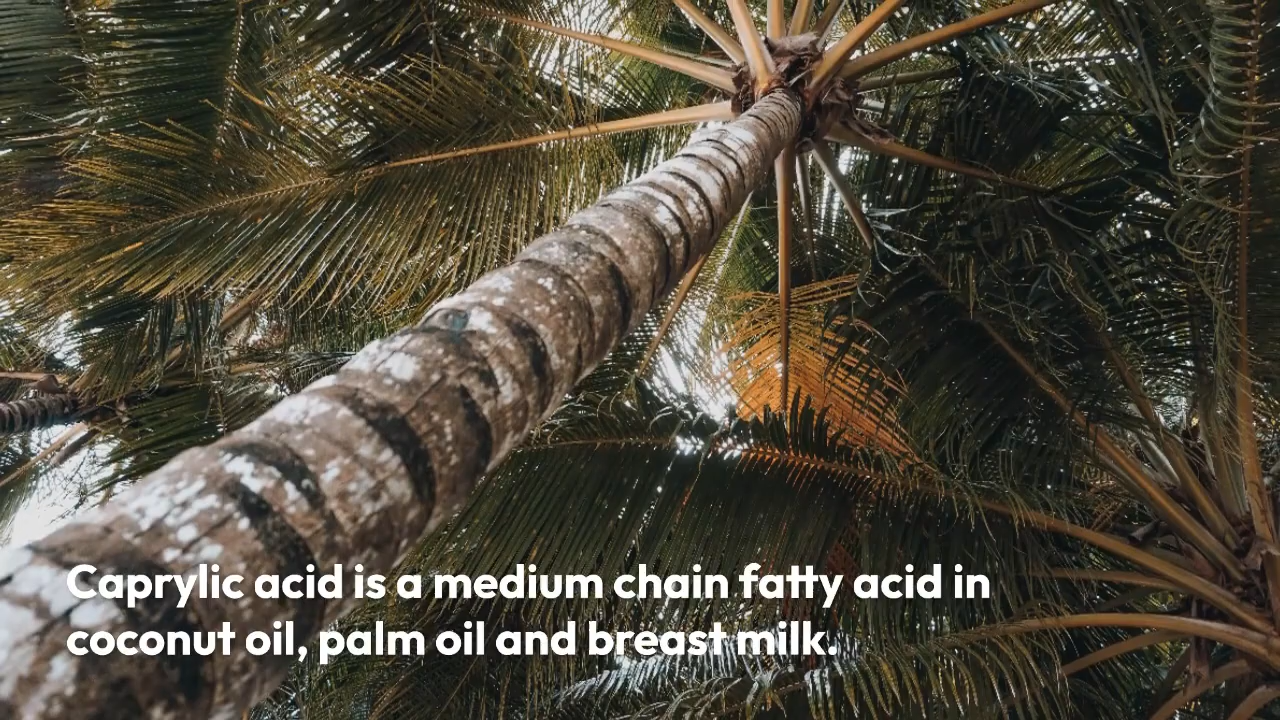 Caprylic acid is a medium chain fatty acid in
coconut oil, palm oil and breast milk.